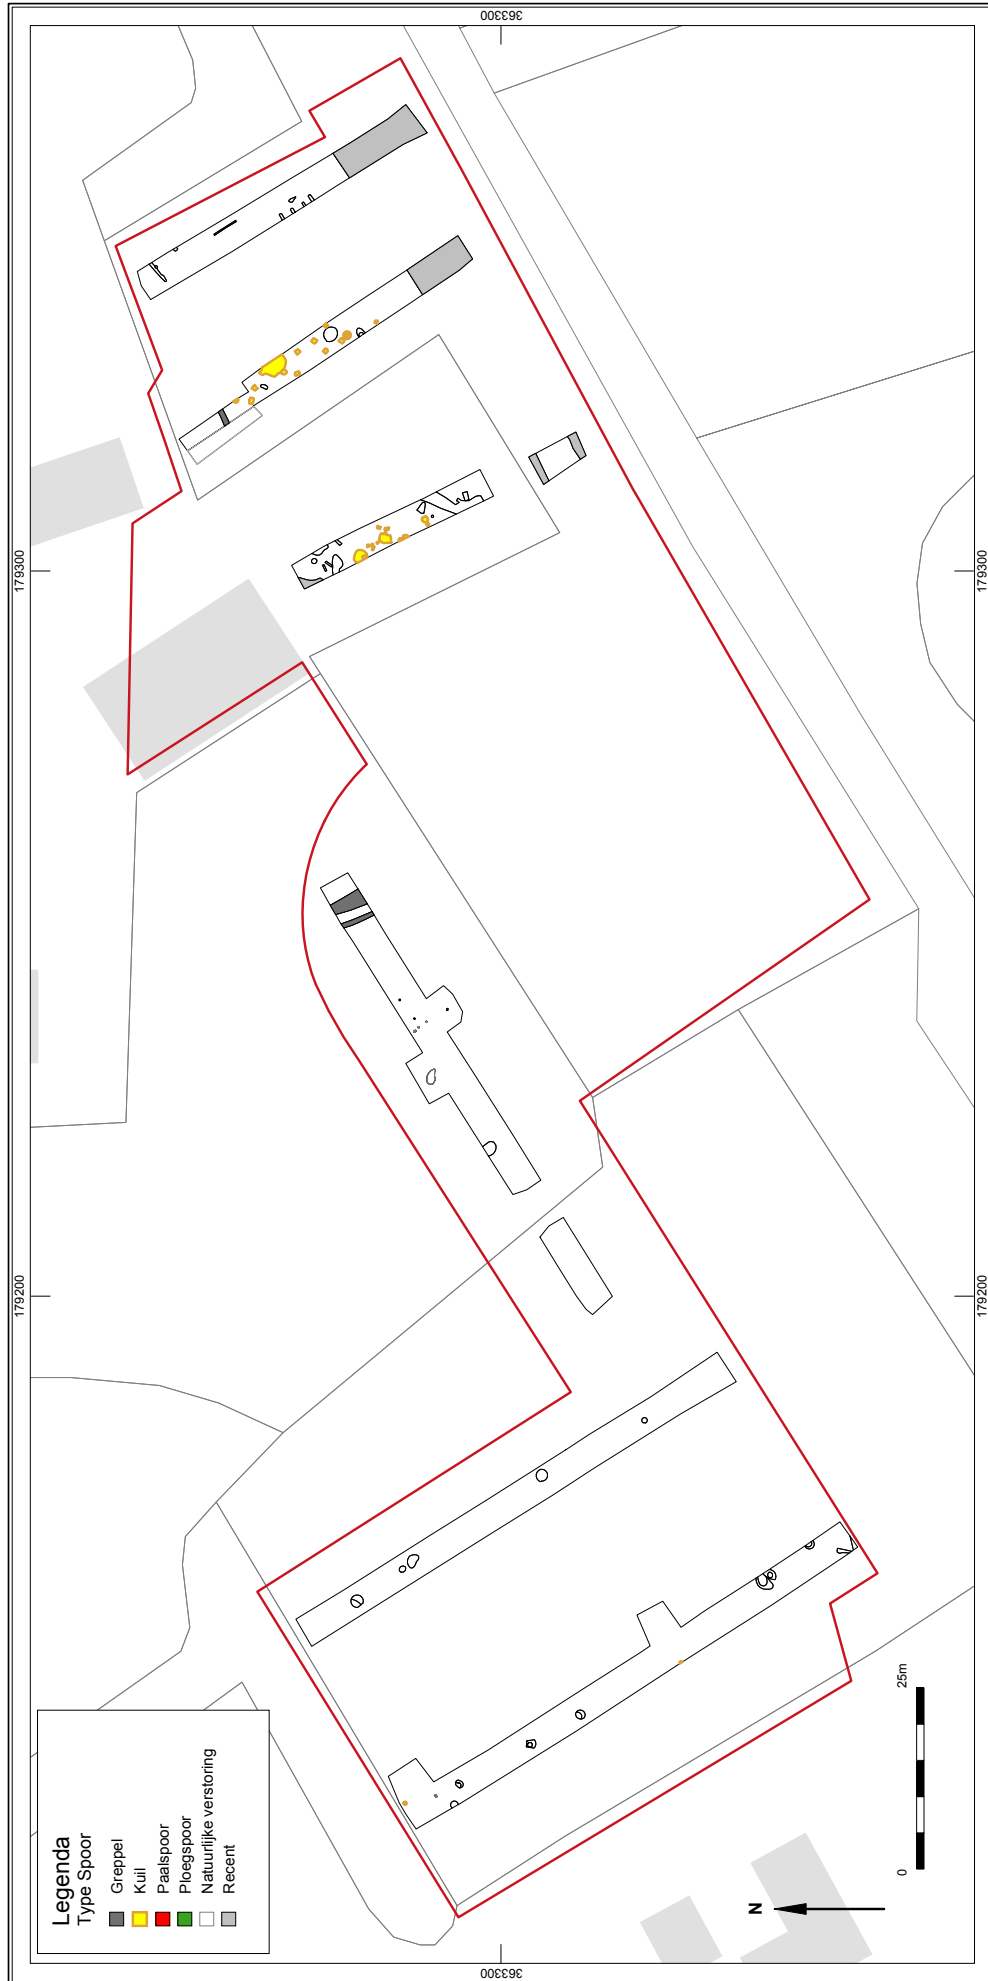 363300
179300
179300
179200
179200
Legenda
Type Spoor
Greppel
Kuil
Paalspoor
Ploegspoor
Natuurlijke verstoring
Recent
N
0
25m
363300